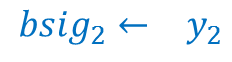 bsig₂ ← y₂